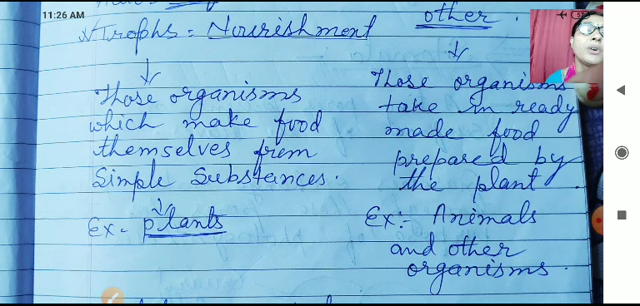 11:26 AM
other.
Trophs = Nourishment
Those organisms
which make food
themselves from
Simple Substances.
Ex- plants
Those organisms
take in ready
made food
prepared by
the plant.
Ex:- Animals
and other
organisms.